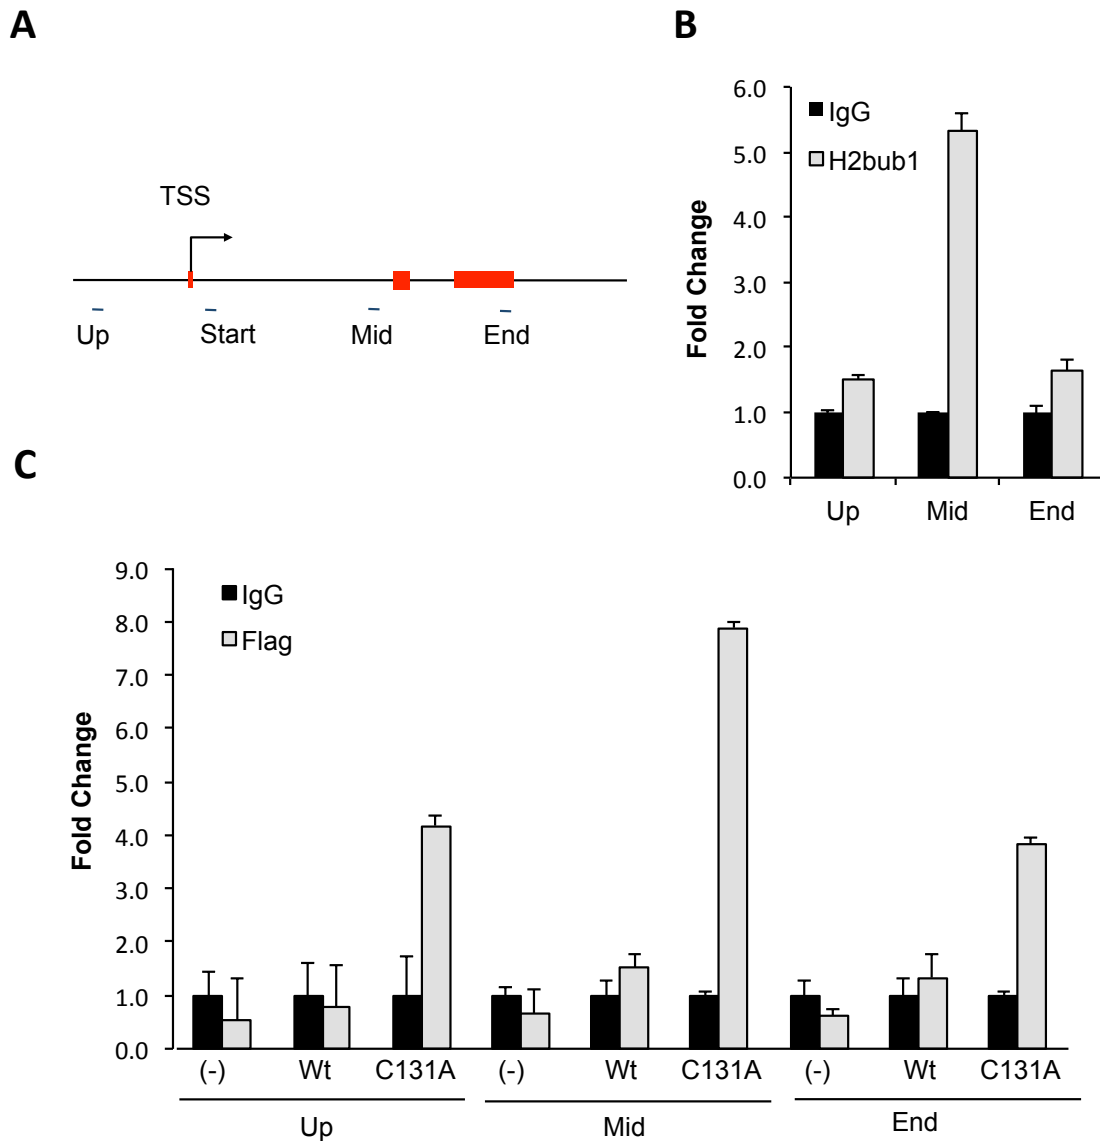 A
TSS
Up Start Mid End
B
6.0
5.0
4.0
3.0
2.0
1.0
0.0
Fold Change
IgG
H2bub1
Up Mid End
C
9.0
8.0
7.0
6.0
5.0
4.0
3.0
2.0
1.0
0.0
Fold Change
IgG
Flag
(-) Wt C131A (-) Wt C131A (-) Wt C131A
Up Mid End